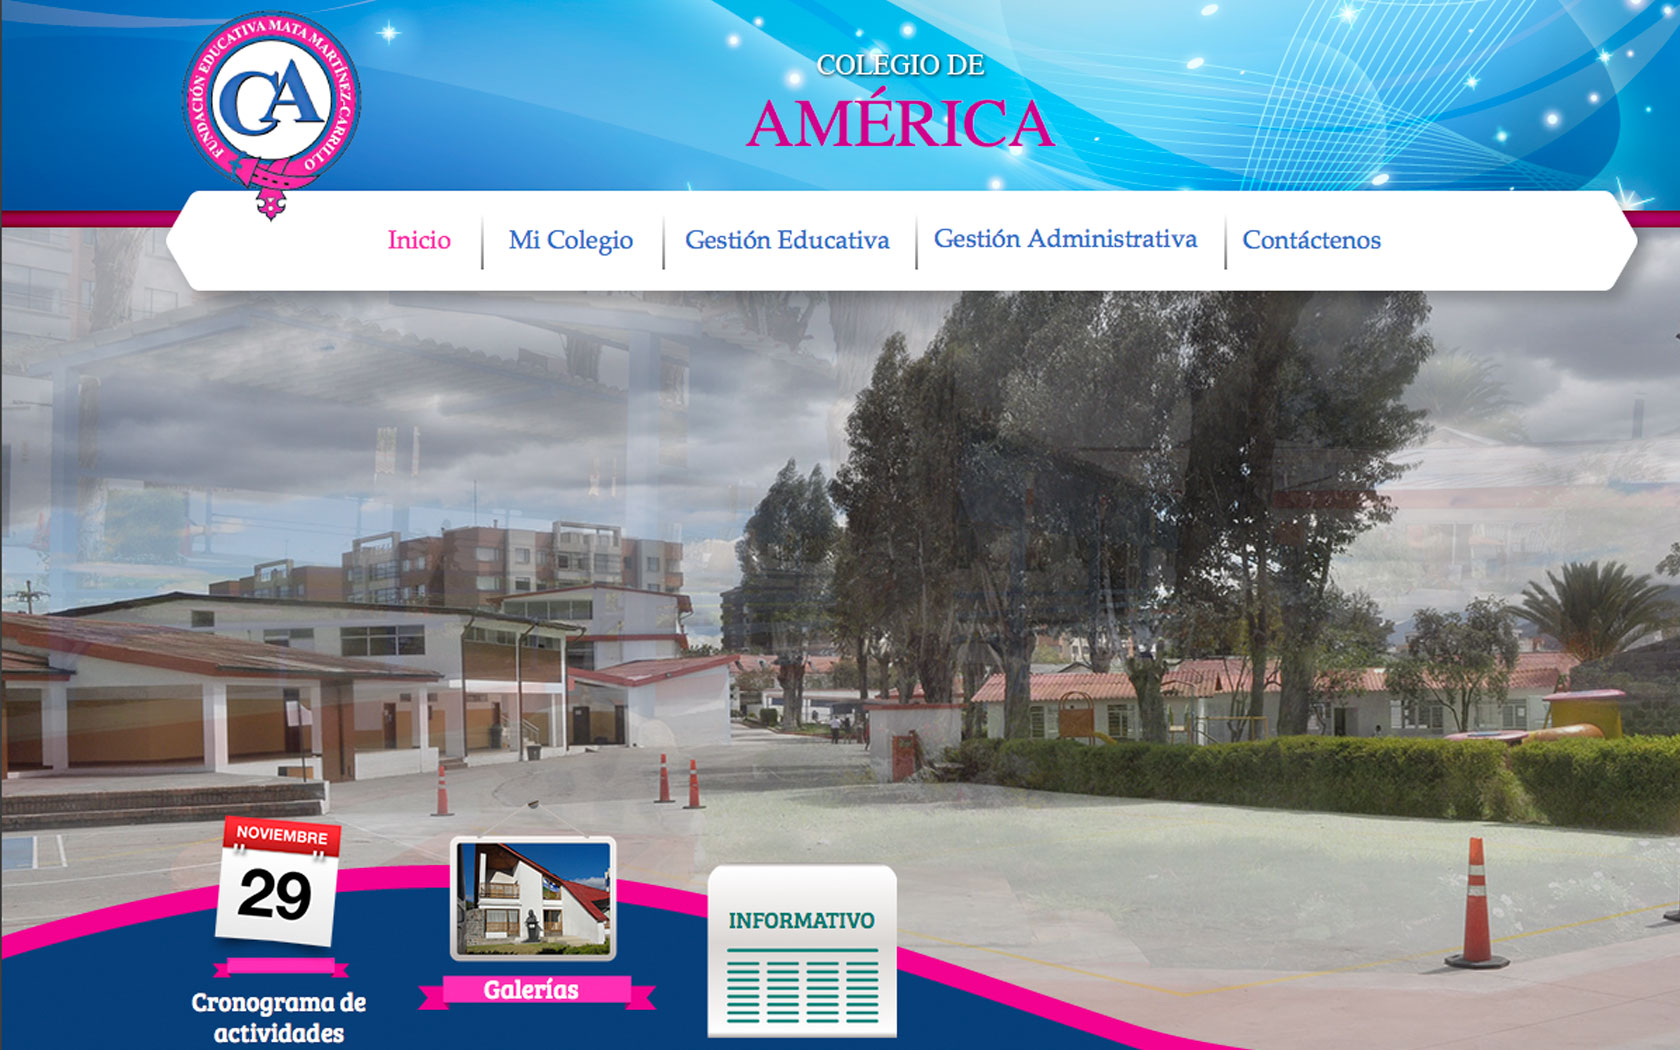 FUNDACIÓN EDUCATIVA MATA MARTÍNEZ-CARRILLO
CA
COLEGIO DE
AMÉRICA
Inicio
Mi Colegio
Gestión Educativa
Gestión Administrativa
Contáctenos
NOVIEMBRE
29
Cronograma de
actividades
Galerías
INFORMATIVO